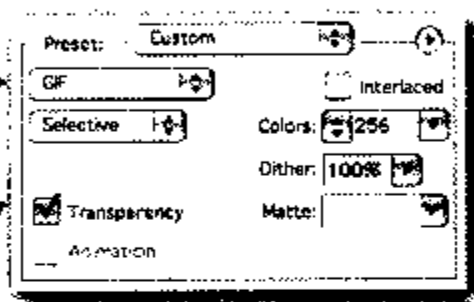 Preset: Custom
GIF
Interlaced
Selective
Colors: 256
Dither: 100%
Transparency
Matte:
Animation